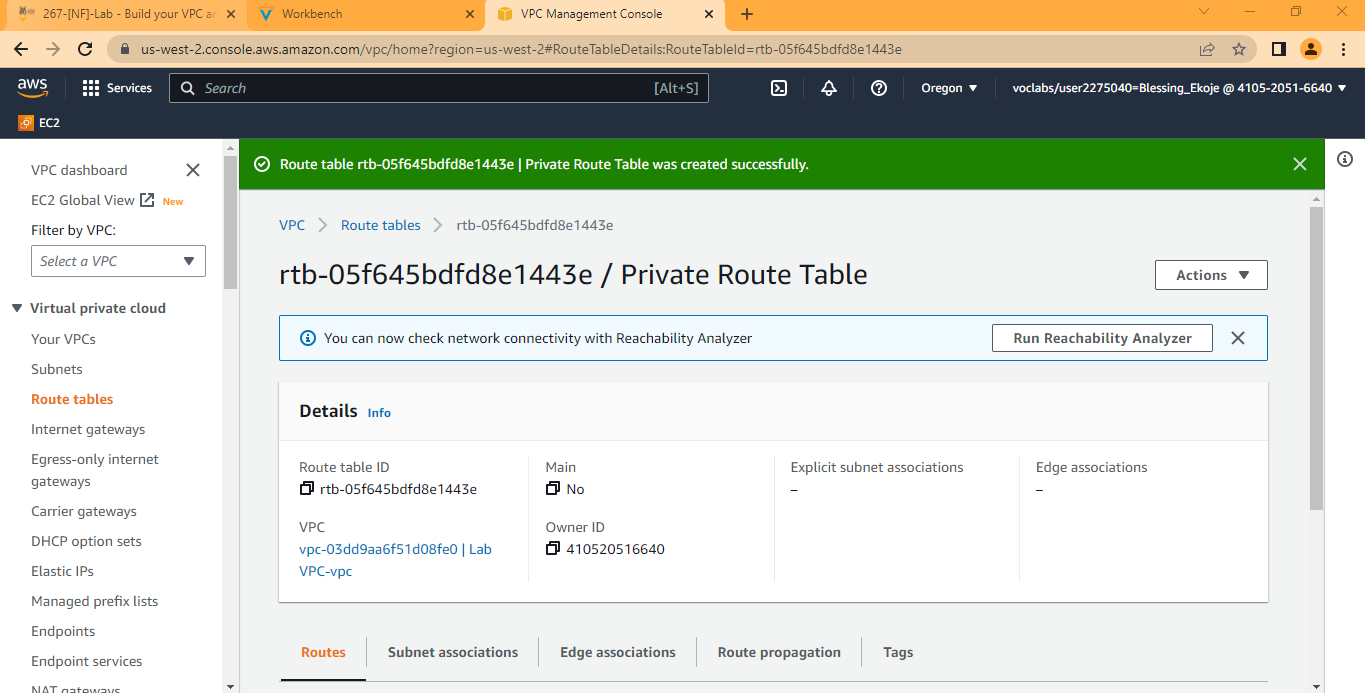 267-[NF]-Lab - Build your VPC an
Workbench
VPC Management Console
us-west-2.console.aws.amazon.com/vpc/home?region=us-west-2#RouteTableDetails:RouteTableId=rtb-05f645bdfd8e1443e
aws
Services
Search
[Alt+S]
Oregon
voclabs/user2275040=Blessing_Ekoje @ 4105-2051-6640
EC2
VPC dashboard
EC2 Global View
New
Filter by VPC:
Select a VPC
Virtual private cloud
Your VPCs
Subnets
Route tables
Internet gateways
Egress-only internet
gateways
Carrier gateways
DHCP option sets
Elastic IPs
Managed prefix lists
Endpoints
Endpoint services
NAT gateways
Route table rtb-05f645bdfd8e1443e | Private Route Table was created successfully.
VPC
Route tables
rtb-05f645bdfd8e1443e
rtb-05f645bdfd8e1443e / Private Route Table
Actions
You can now check network connectivity with Reachability Analyzer
Run Reachability Analyzer
Details Info
Route table ID
rtb-05f645bdfd8e1443e
Main
No
Explicit subnet associations
–
Edge associations
–
VPC
vpc-03dd9aa6f51d08fe0 | Lab
VPC-vpc
Owner ID
410520516640
Routes
Subnet associations
Edge associations
Route propagation
Tags